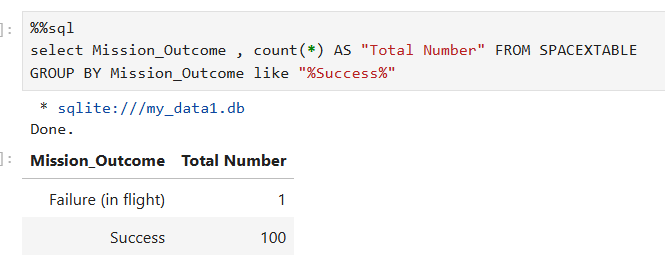 ]:
%%sql
select Mission_Outcome , count(*) AS "Total Number" FROM SPACEXTABLE
GROUP BY Mission_Outcome like "%Success%"
* sqlite:///my_data1.db
Done.
]:
Mission_Outcome Total Number
Failure (in flight) 1
Success 100